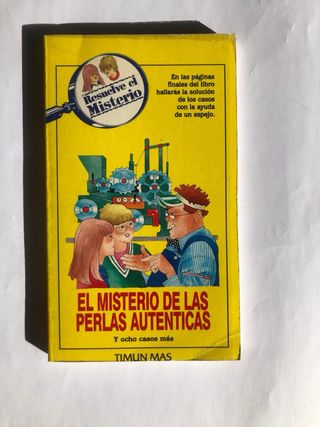 Resuelve el
Misterio
En las páginas
finales del libro
hallarás la solución
de los casos
con la ayuda
de un espejo.
EL MISTERIO DE LAS
PERLAS AUTENTICAS
Y ocho casos más
TIMUN MAS